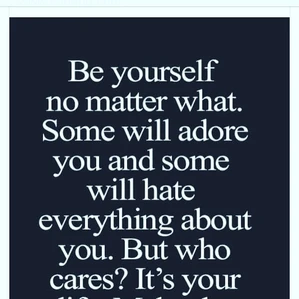 Be yourself
no matter what.
Some will adore
you and some
will hate
everything about
you. But who
cares? It's your